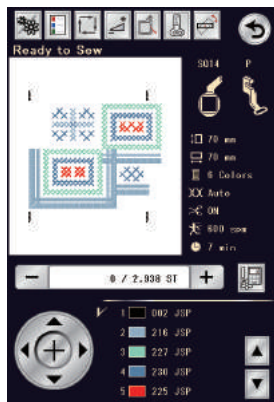 Ready to Sew
SQ14 P
70 mm
70 mm
6 Colors
Auto
ON
600 spm
7 min
0 / 2,938 ST
1 002 JSP
2 216 JSP
3 227 JSP
4 230 JSP
5 225 JSP